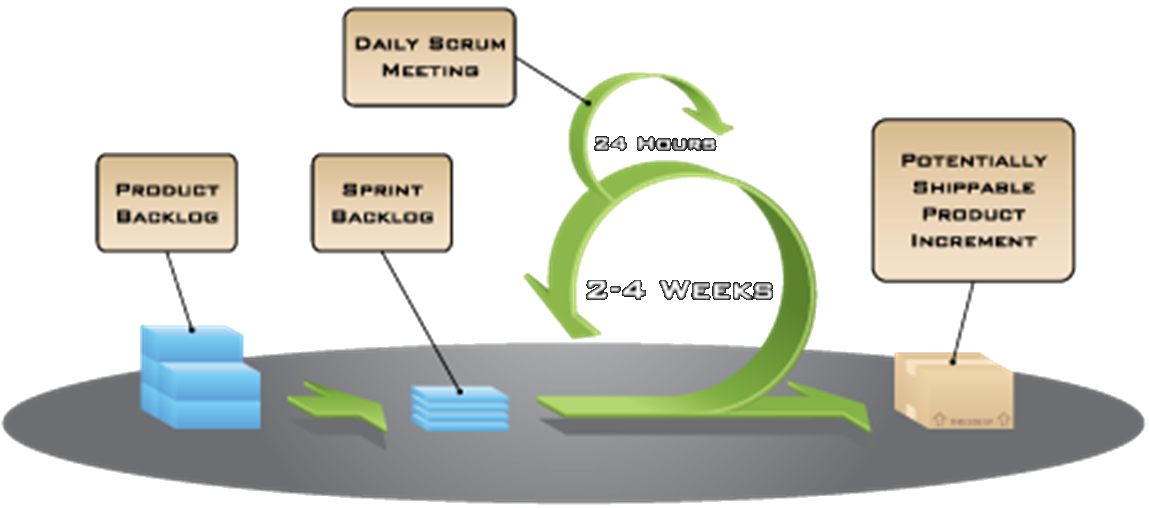 DAILY SCRUM
MEETING
24 HOURS
PRODUCT
BACKLOG
SPRINT
BACKLOG
2-4 WEEKS
POTENTIALLY
SHIPPABLE
PRODUCT
INCREMENT